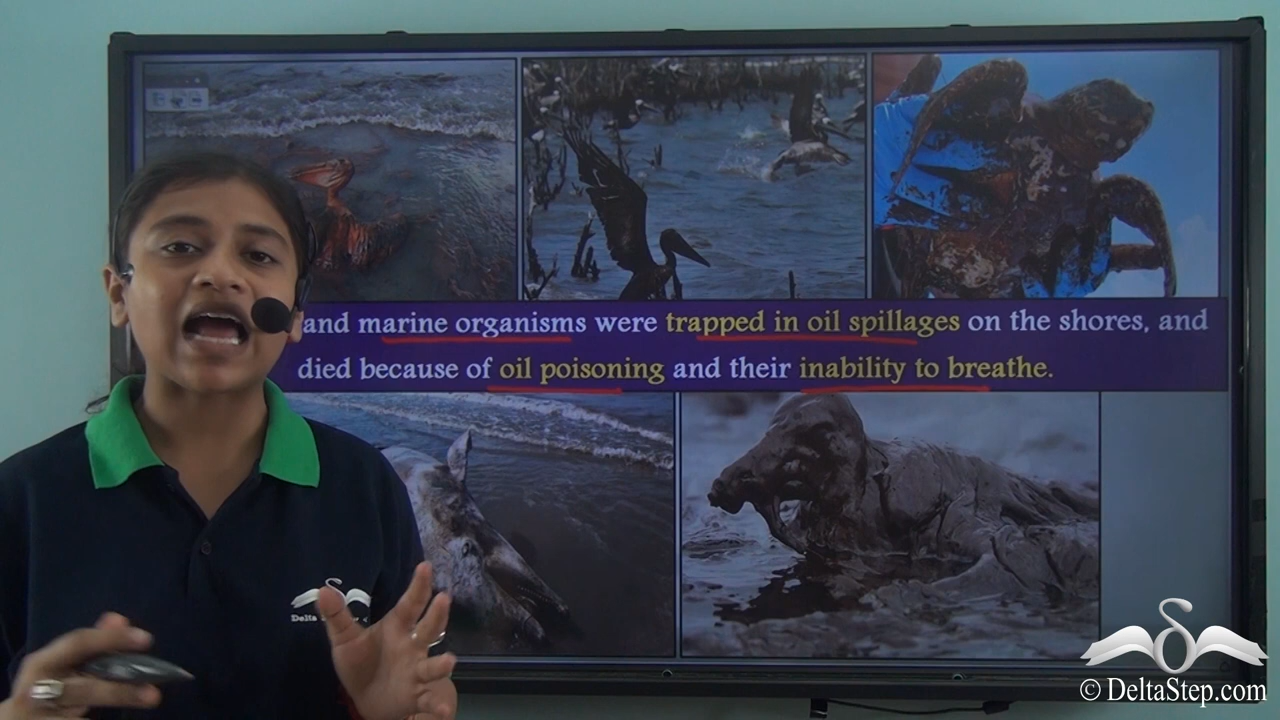 and marine organisms were trapped in oil spillages on the shores, and
died because of oil poisoning and their inability to breathe.
Delta
© DeltaStep.com